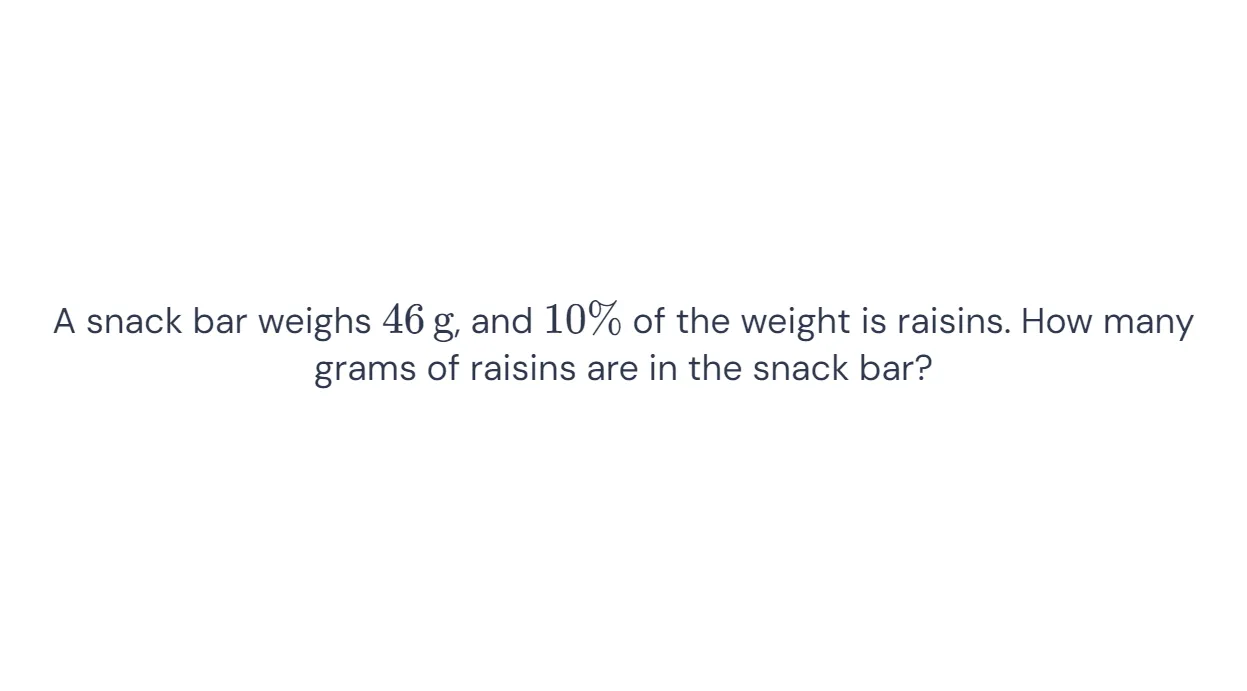 A snack bar weighs 46 g, and 10% of the weight is raisins. How many
grams of raisins are in the snack bar?